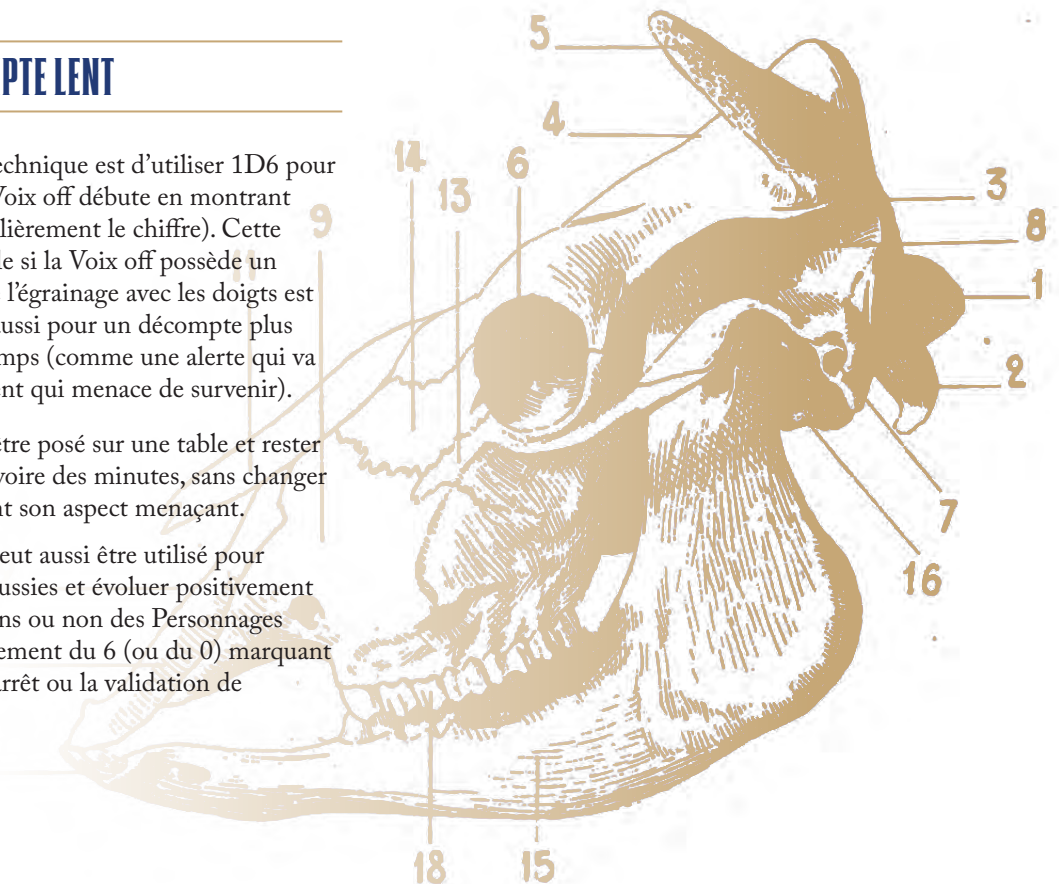 PTE LENT
echnique est d’utiliser 1D6 pour
Voix off débute en montrant
lièrement le chiffre). Cette
le si la Voix off possède un
l’égrainage avec les doigts est
aussi pour un décompte plus
mps (comme une alerte qui va
ent qui menace de survenir).
être posé sur une table et rester
voire des minutes, sans changer
nt son aspect menaçant.
eut aussi être utilisé pour
ussies et évoluer positivement
ns ou non des Personnages
ement du 6 (ou du 0) marquant
arrêt ou la validation de
5
4
14
6
13
3
9
8
11
1
2
7
16
18
15